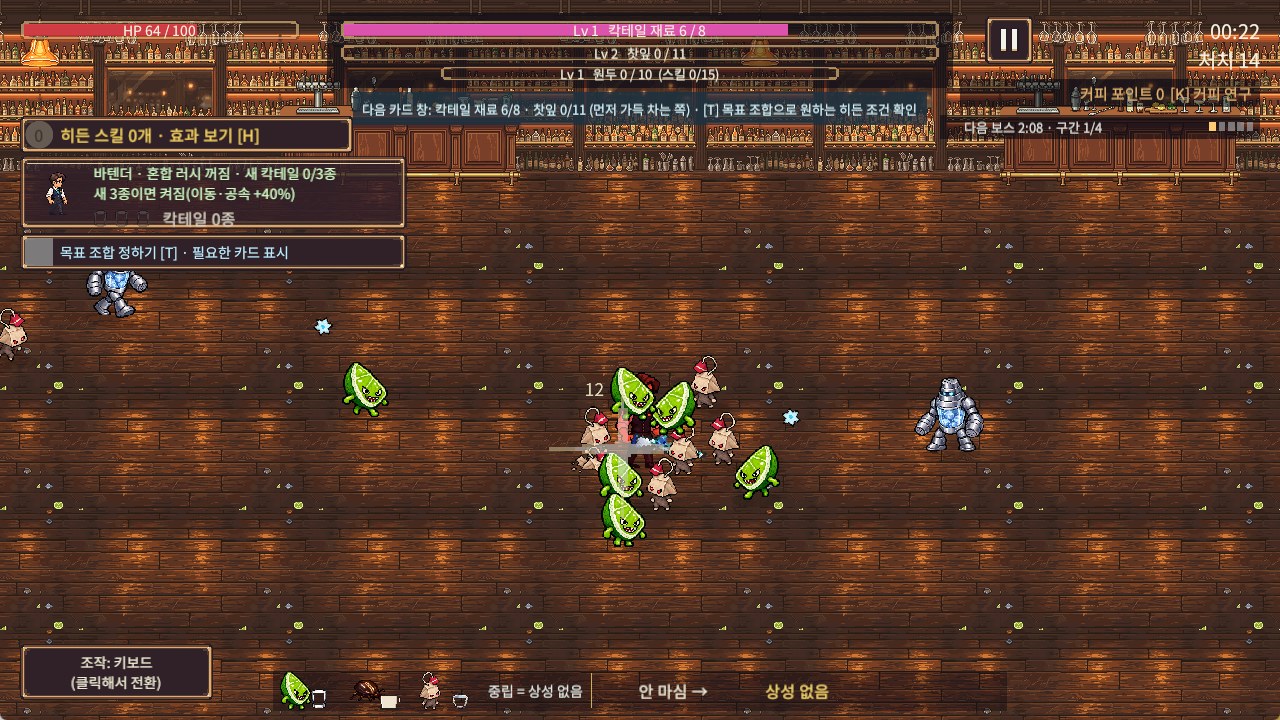 HP 64 / 100
Lv 1 칵테일 재료 6 / 8
Lv 2 찻잎 0 / 11
Lv 1 원두 0 / 10 (스킬 0/15)
다음 카드 창: 칵테일 재료 6/8 · 찻잎 0/11 (먼저 가득 차는 쪽) · [T] 목표 조합으로 원하는 히든 조건 확인
00:22
처치 14
커피 포인트 0 [K] 커피 연구
다음 보스 2:08 · 구간 1/4
0 히든 스킬 0개 · 효과 보기 [H]
바텐더 · 혼합 러시 꺼짐 · 새 칵테일 0/3종
새 3종이면 켜짐(이동·공속 +40%)
칵테일 0종
목표 조합 정하기 [T] · 필요한 카드 표시
12
조작: 키보드
(클릭해서 전환)
중립 = 상성 없음
안 마심 →
상성 없음